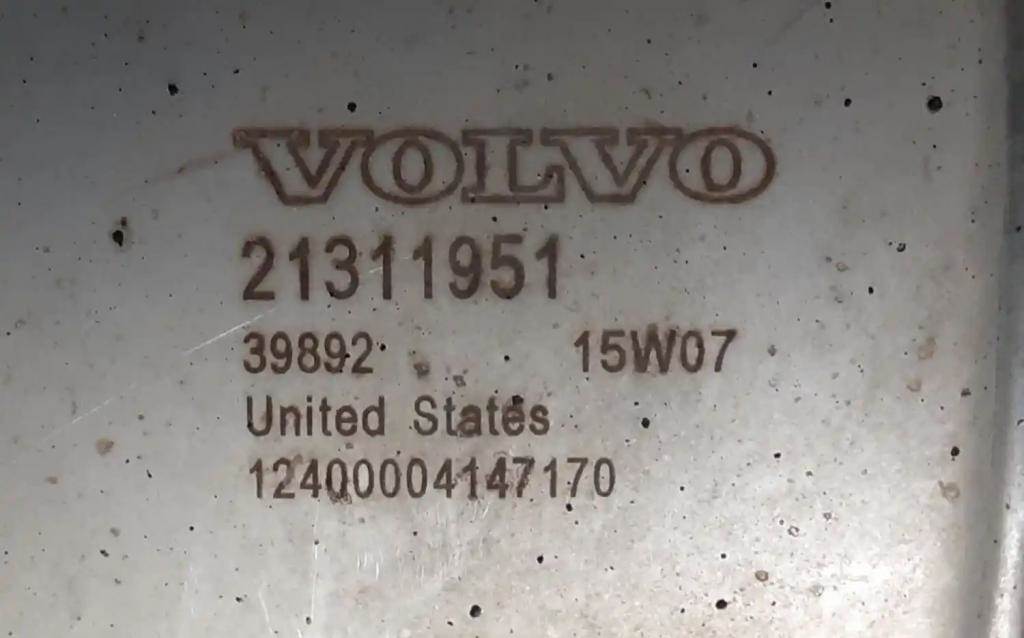 VOLVO
21311951
39892 15W07
United States
12400004147170